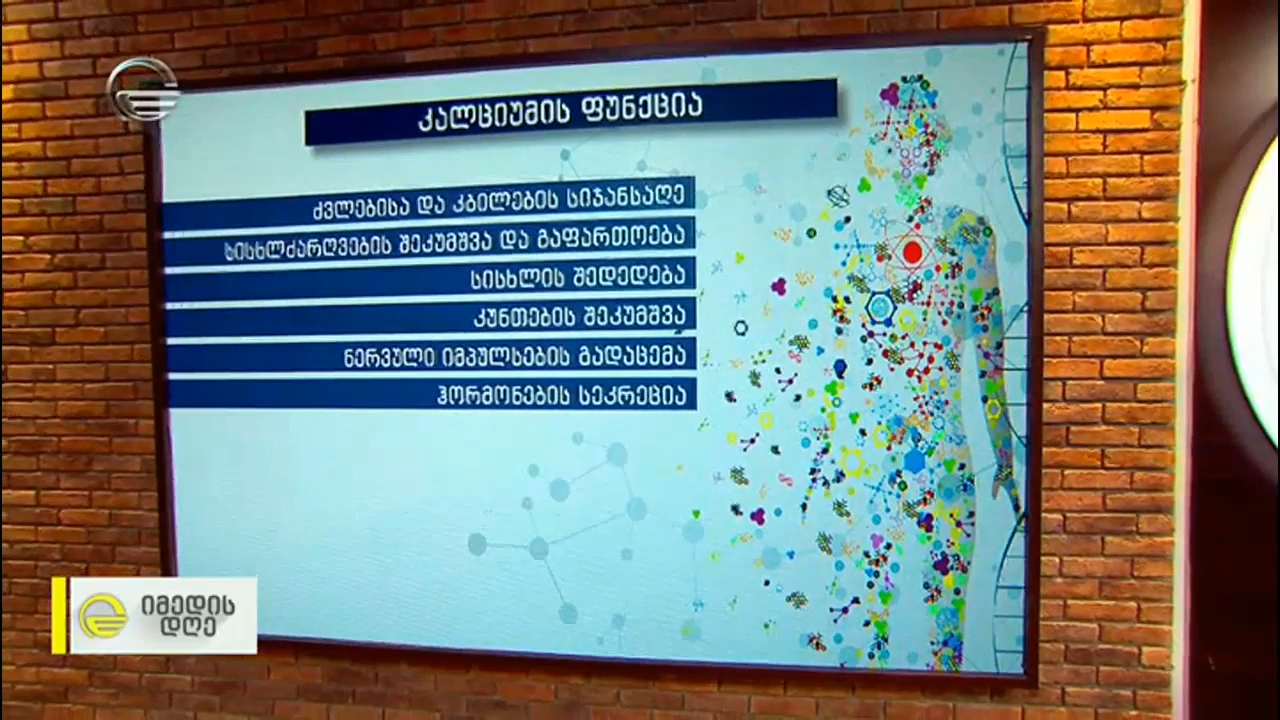 კალციუმის ფუნქცია
ძვლებისა და კბილების სიჯანსაღე
სისხლძარღვების შეკუმშვა და გაფართოება
სისხლის შედედება
კუნთების შეკუმშვა
ნერვული იმპულსების გადაცემა
ჰორმონების სეკრეცია
იმედის
დღე